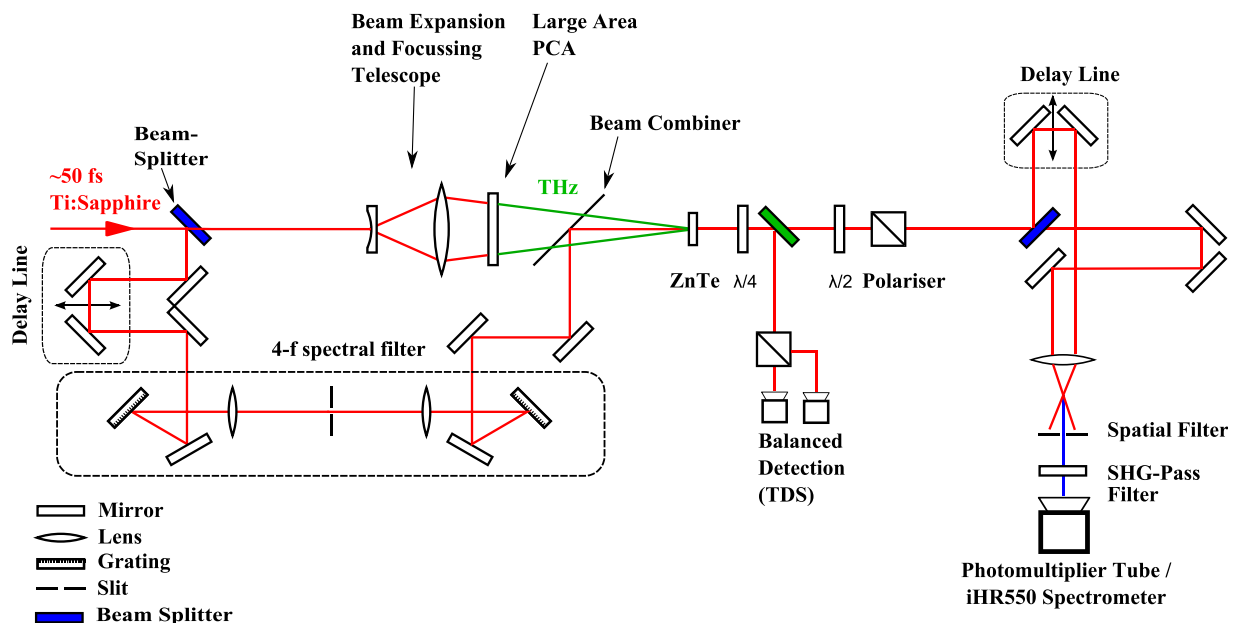 Beam Expansion
and Focussing
Telescope
Large Area
PCA
Delay Line
Beam-
Splitter
Beam Combiner
~50 fs
Ti:Sapphire
THz
Delay Line
ZnTe
λ/4
λ/2
Polariser
4-f spectral filter
Balanced
Detection
(TDS)
Spatial Filter
SHG-Pass
Filter
Photomultiplier Tube /
iHR550 Spectrometer
Mirror
Lens
Grating
Slit
Beam Splitter